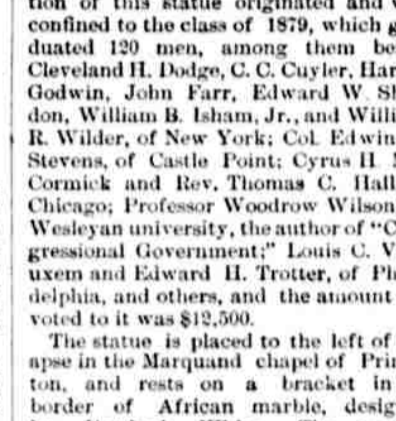 tion of this statue originated and
confined to the class of 1879, which g
duated 120 men, among them be
Cleveland H. Dodge, C. C. Cuyler, Har
Godwin, John Farr, Edward W. Sh
don, William B. Isham, Jr., and Willi
R. Wilder, of New York; Col. Edwin
Stevens, of Castle Point; Cyrus H.
Cormick and Rev. Thomas C. Hall
Chicago; Professor Woodrow Wilson
Wesleyan university, the author of "C
gressional Government;" Louis C. V
uxem and Edward H. Trotter, of Ph
delphia, and others, and the amount
voted to it was $12,500.
The statue is placed to the left of
apse in the Marquand chapel of Prin
ton, and rests on a bracket in
border of African marble, desig